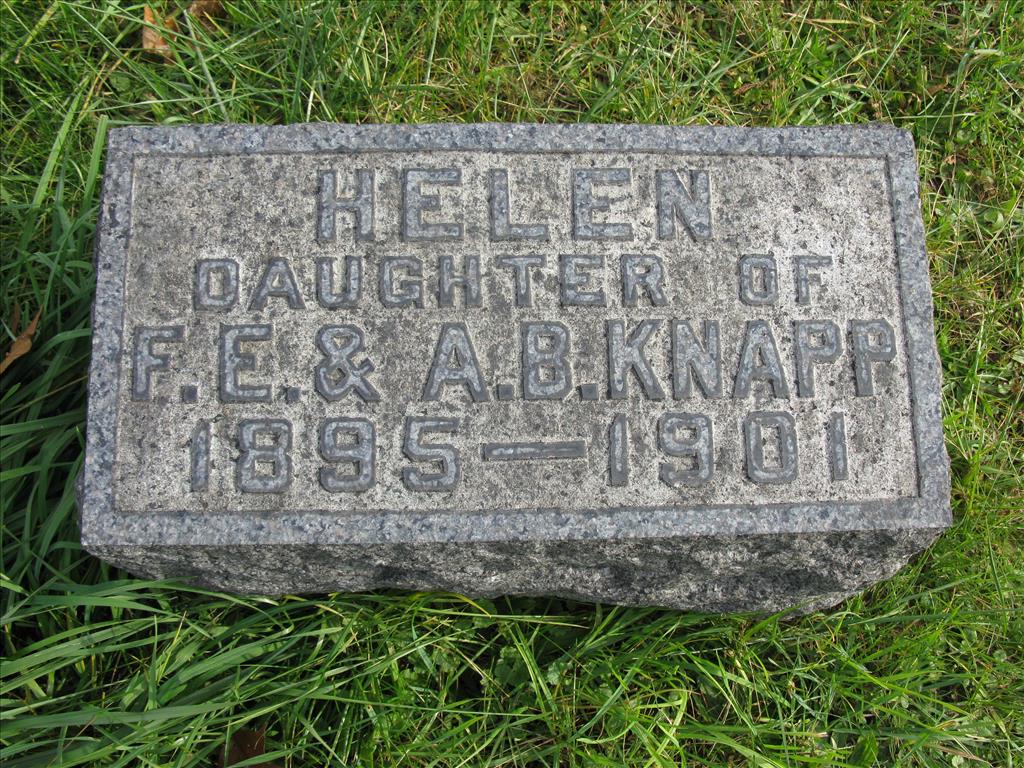 HELEN
DAUGHTER OF
F.E.& A.B.KNAPP
1895—1901